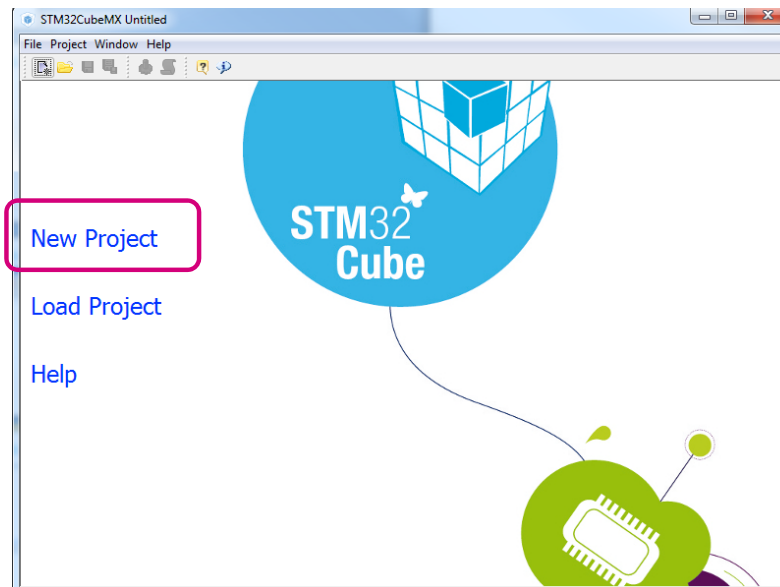 STM32CubeMX Untitled
File Project Window Help
STM32
Cube
New Project
Load Project
Help